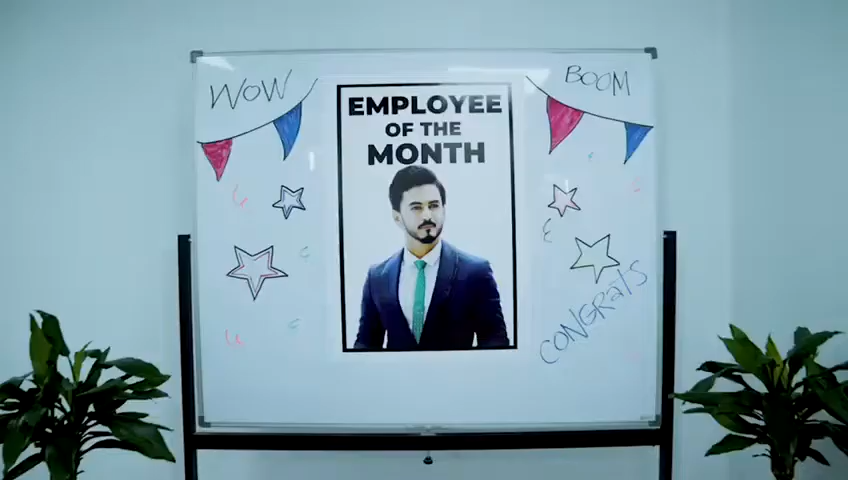 WOW
BOOM
EMPLOYEE
OF THE
MONTH
CONGRATS